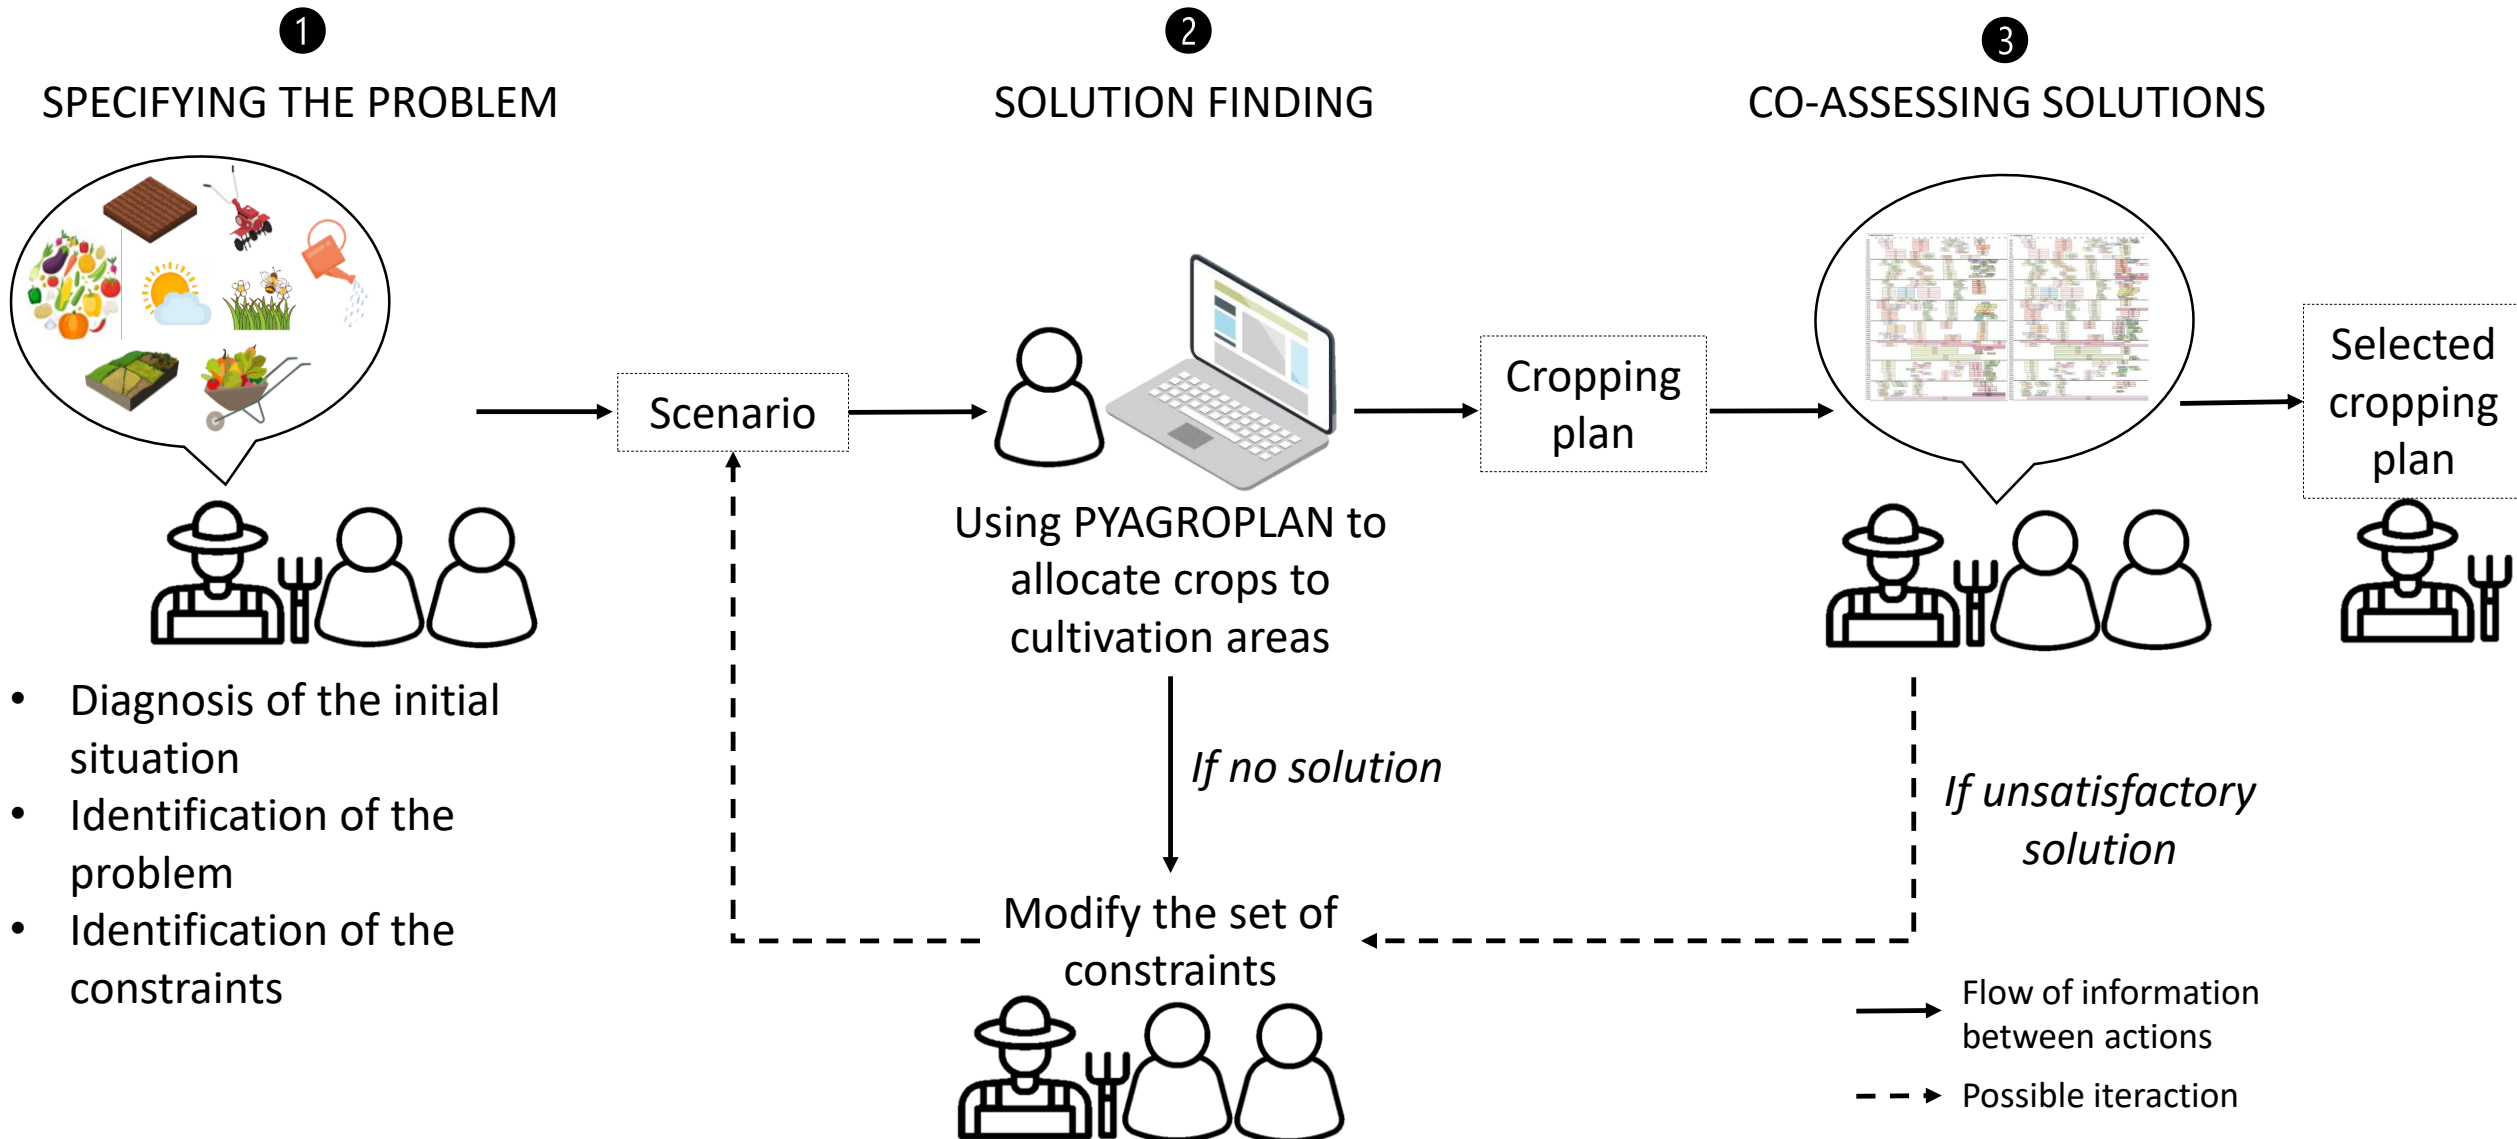 1
SPECIFYING THE PROBLEM
2
SOLUTION FINDING
3
CO-ASSESSING SOLUTIONS
Scenario
Cropping
plan
Selected
cropping
plan
Using PYAGROPLAN to
allocate crops to
cultivation areas
• Diagnosis of the initial
situation
• Identification of the
problem
• Identification of the
constraints
If no solution
If unsatisfactory
solution
Modify the set of
constraints
Flow of information
between actions
Possible iteraction